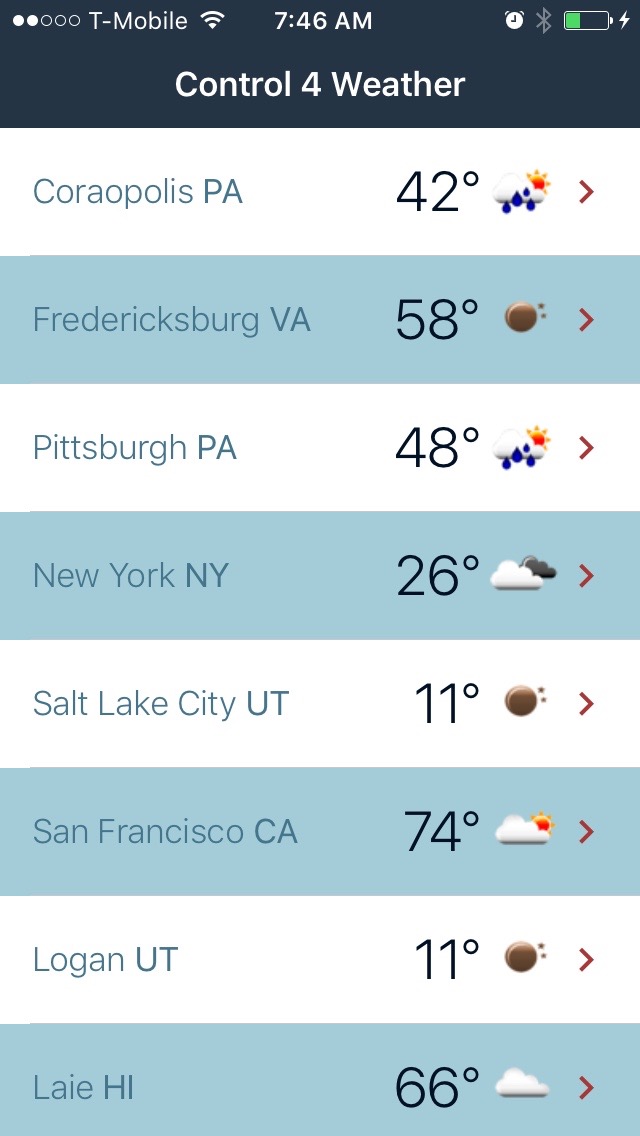 T-Mobile 7:46 AM
Control 4 Weather
Coraopolis PA 42°
Fredericksburg VA 58°
Pittsburgh PA 48°
New York NY 26°
Salt Lake City UT 11°
San Francisco CA 74°
Logan UT 11°
Laie HI 66°